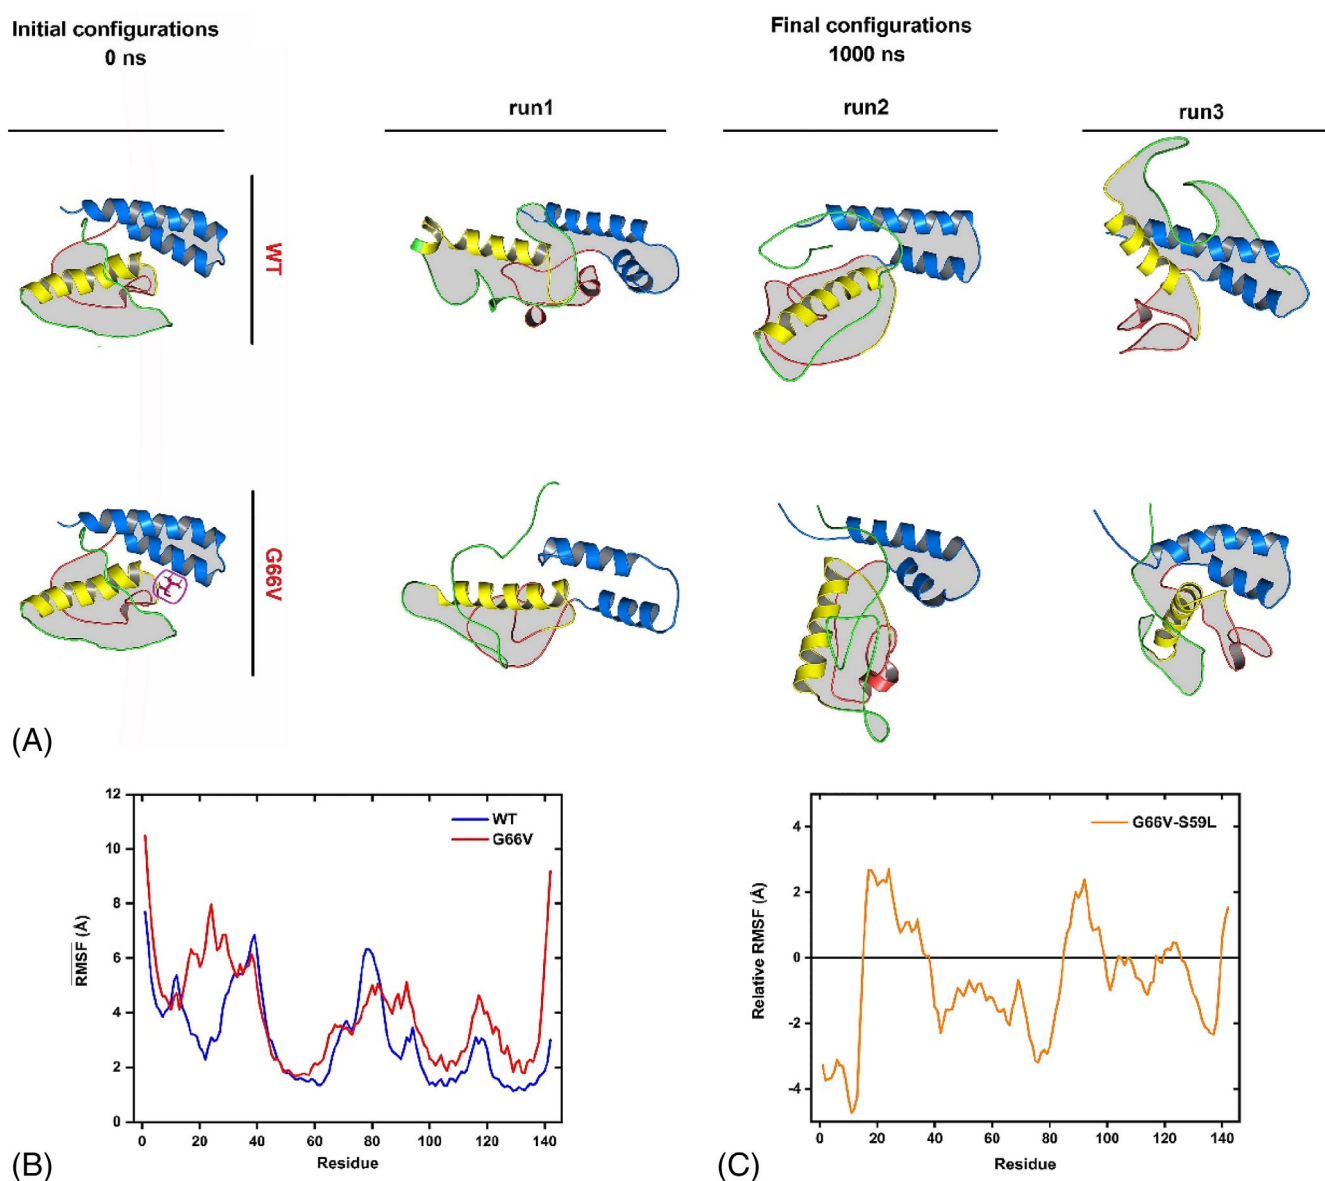 Initial configurations
0 ns
Final configurations
1000 ns
run1
run2
run3
WT
G66V
(A)
12
10
8
6
4
2
0
RMSF (Å)
WT
G66V
0
20
40
60
80
100
120
140
Residue
(B)
4
2
0
-2
-4
Relative RMSF (Å)
G66V-S59L
0
20
40
60
80
100
120
140
Residue
(C)